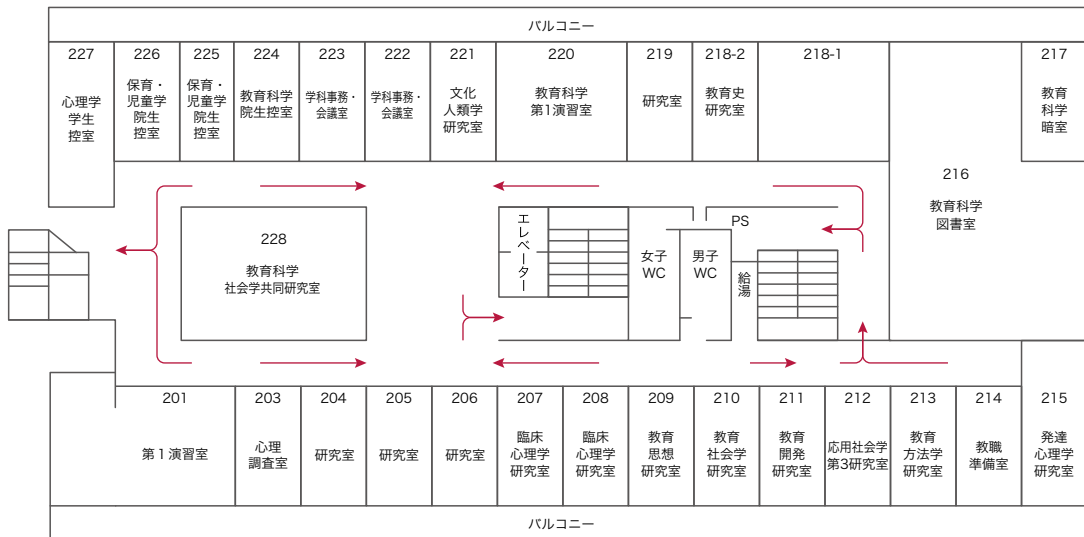 バルコニー
227
心理学
学生
控室
226
保育・
児童学
院生
控室
225
保育・
児童学
院生
控室
224
教育科学
院生控室
223
学科事務・
会議室
222
学科事務・
会議室
221
文化
人類学
研究室
220
教育科学
第1演習室
219
研究室
218-2
教育史
研究室
218-1
217
教育
科学
暗室
216
教育科学
図書室
228
教育科学
社会学共同研究室
エレベーター
女子
WC
男子
WC
PS
給湯
201
第1演習室
203
心理
調査室
204
研究室
205
研究室
206
研究室
207
臨床
心理学
研究室
208
臨床
心理学
研究室
209
教育
思想
研究室
210
教育
社会学
研究室
211
教育
開発
研究室
212
応用社会学
第3研究室
213
教育
方法学
研究室
214
教職
準備室
215
発達
心理学
研究室
バルコニー